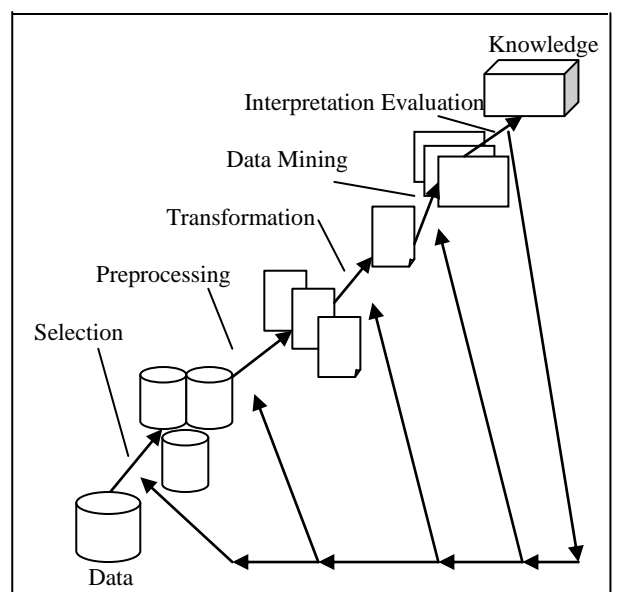 Knowledge
Interpretation Evaluation
Data Mining
Transformation
Preprocessing
Selection
Data